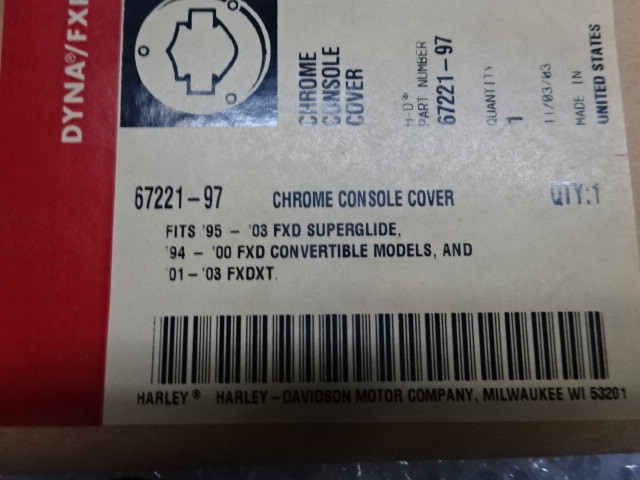 DYNA®/FXR
CHROME
CONSOLE
COVER
H-D®
PART NUMBER
67221-97
QUANTITY
1
11/03/03
MADE IN
UNITED STATES
67221-97 CHROME CONSOLE COVER QTY:1
FITS '95 - '03 FXD SUPERGLIDE,
'94 - '00 FXD CONVERTIBLE MODELS, AND
'01 - '03 FXDXT.
HARLEY® HARLEY-DAVIDSON MOTOR COMPANY, MILWAUKEE WI 53201